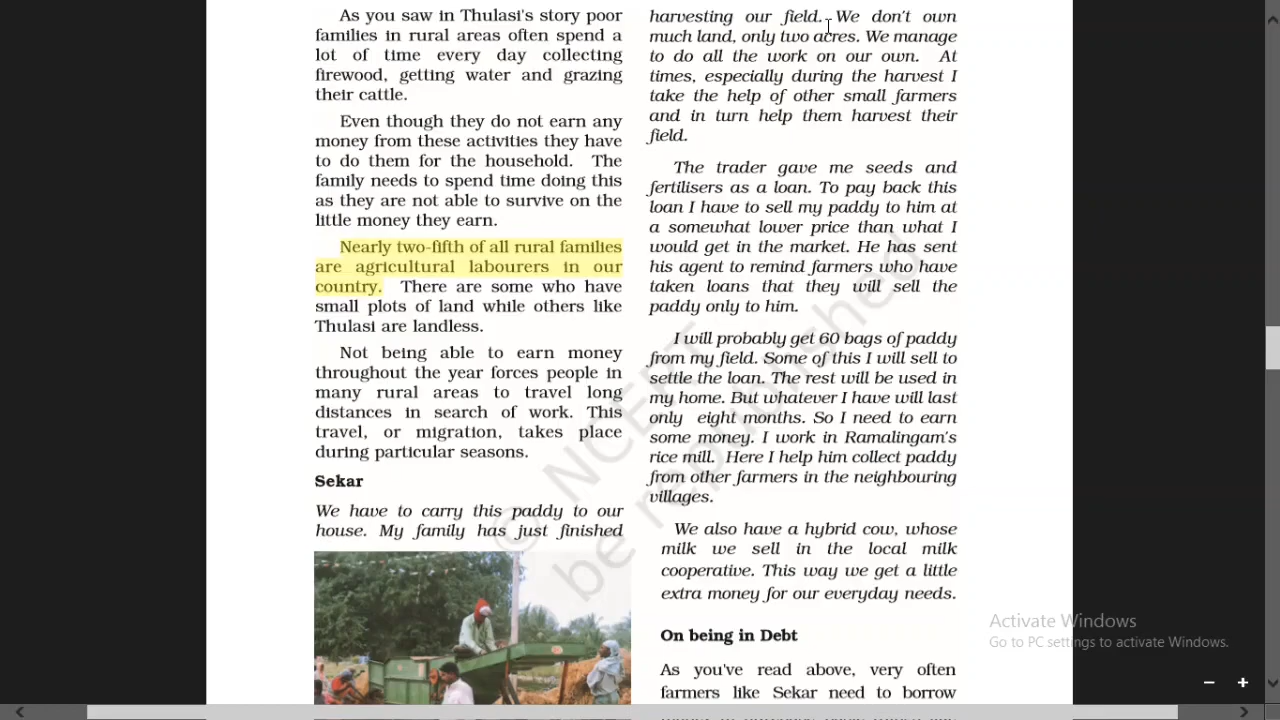 As you saw in Thulasi's story poor
families in rural areas often spend a
lot of time every day collecting
firewood, getting water and grazing
their cattle.
Even though they do not earn any
money from these activities they have
to do them for the household. The
family needs to spend time doing this
as they are not able to survive on the
little money they earn.
Nearly two-fifth of all rural families
are agricultural labourers in our
country. There are some who have
small plots of land while others like
Thulasi are landless.
Not being able to earn money
throughout the year forces people in
many rural areas to travel long
distances in search of work. This
travel, or migration, takes place
during particular seasons.
Sekar
We have to carry this paddy to our
house. My family has just finished
harvesting our field. We don't own
much land, only two acres. We manage
to do all the work on our own. At
times, especially during the harvest I
take the help of other small farmers
and in turn help them harvest their
field.
The trader gave me seeds and
fertilisers as a loan. To pay back this
loan I have to sell my paddy to him at
a somewhat lower price than what I
would get in the market. He has sent
his agent to remind farmers who have
taken loans that they will sell the
paddy only to him.
I will probably get 60 bags of paddy
from my field. Some of this I will sell to
settle the loan. The rest will be used in
my home. But whatever I have will last
only eight months. So I need to earn
some money. I work in Ramalingam's
rice mill. Here I help him collect paddy
from other farmers in the neighbouring
villages.
We also have a hybrid cow, whose
milk we sell in the local milk
cooperative. This way we get a little
extra money for our everyday needs.
On being in Debt
As you've read above, very often
farmers like Sekar need to borrow
© NCERT
be republished
Activate Windows
Go to PC settings to activate Windows.